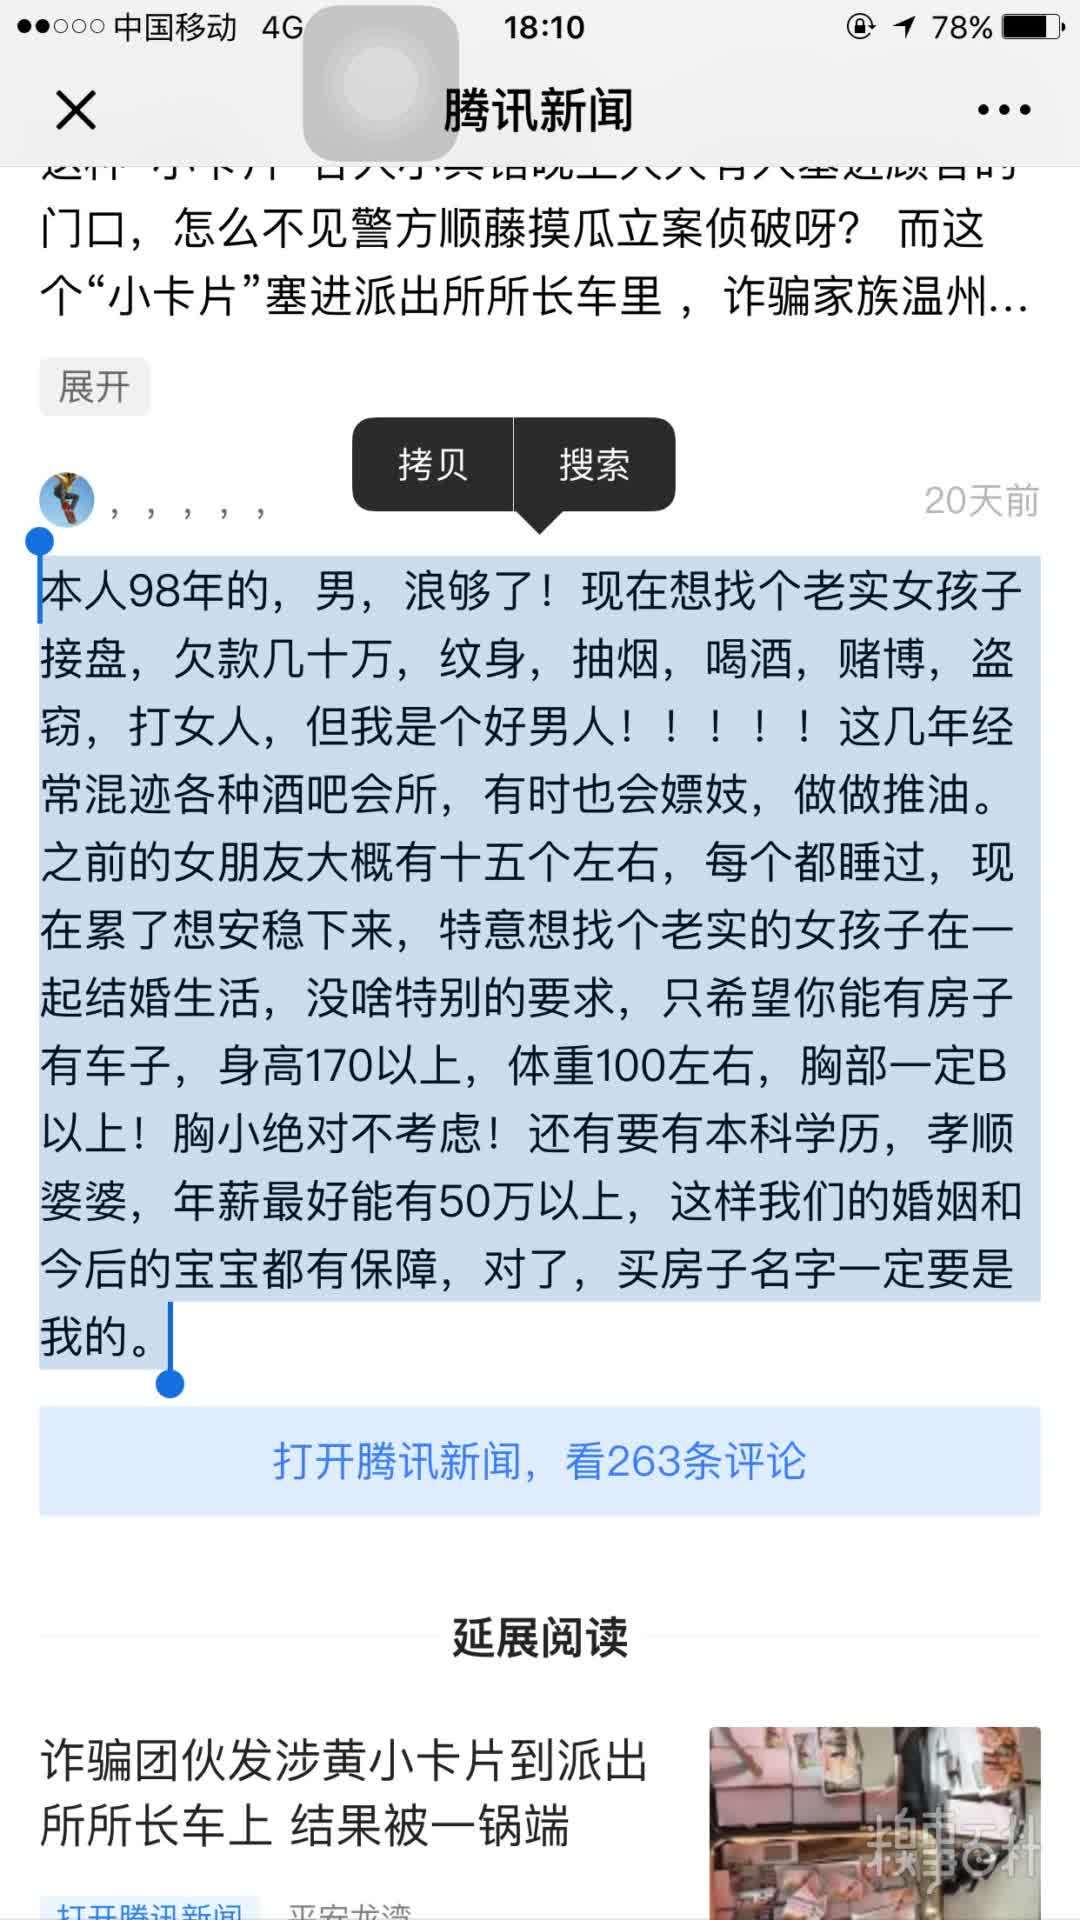 中国移动 4G 18:10 78%
腾讯新闻
门口，怎么不见警方顺藤摸瓜立案侦破呀？ 而这
个“小卡片”塞进派出所所长车里 ，诈骗家族温州...
展开
拷贝 搜索
，，，，， 20天前
本人98年的，男，浪够了！现在想找个老实女孩子
接盘，欠款几十万，纹身，抽烟，喝酒，赌博，盗
窃，打女人，但我是个好男人！！！！！这几年经
常混迹各种酒吧会所，有时也会嫖妓，做做推油。
之前的女朋友大概有十五个左右，每个都睡过，现
在累了想安稳下来，特意想找个老实的女孩子在一
起结婚生活，没啥特别的要求，只希望你能有房子
有车子，身高170以上，体重100左右，胸部一定B
以上！胸小绝对不考虑！还有要有本科学历，孝顺
婆婆，年薪最好能有50万以上，这样我们的婚姻和
今后的宝宝都有保障，对了，买房子名字一定要是
我的。
打开腾讯新闻，看263条评论
延展阅读
诈骗团伙发涉黄小卡片到派出
所所长车上 结果被一锅端
糗事百科
打开腾讯新闻 平安龙湾